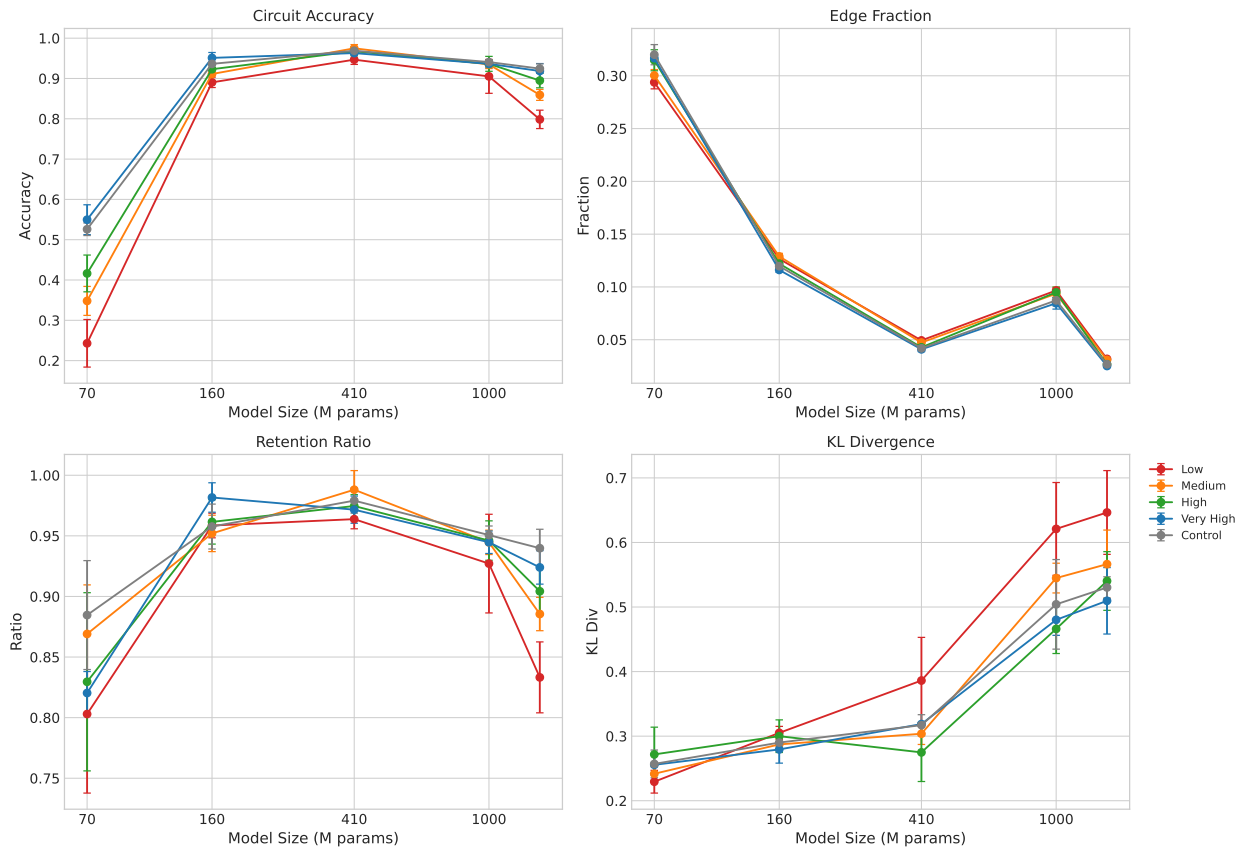 Circuit Accuracy
1.0
0.9
0.8
0.7
0.6
0.5
0.4
0.3
0.2
Accuracy
70 160 410 1000
Model Size (M params)
Edge Fraction
0.30
0.25
0.20
0.15
0.10
0.05
Fraction
70 160 410 1000
Model Size (M params)
Retention Ratio
1.00
0.95
0.90
0.85
0.80
0.75
Ratio
70 160 410 1000
Model Size (M params)
KL Divergence
0.7
0.6
0.5
0.4
0.3
0.2
KL Div
70 160 410 1000
Model Size (M params)
Low
Medium
High
Very High
Control